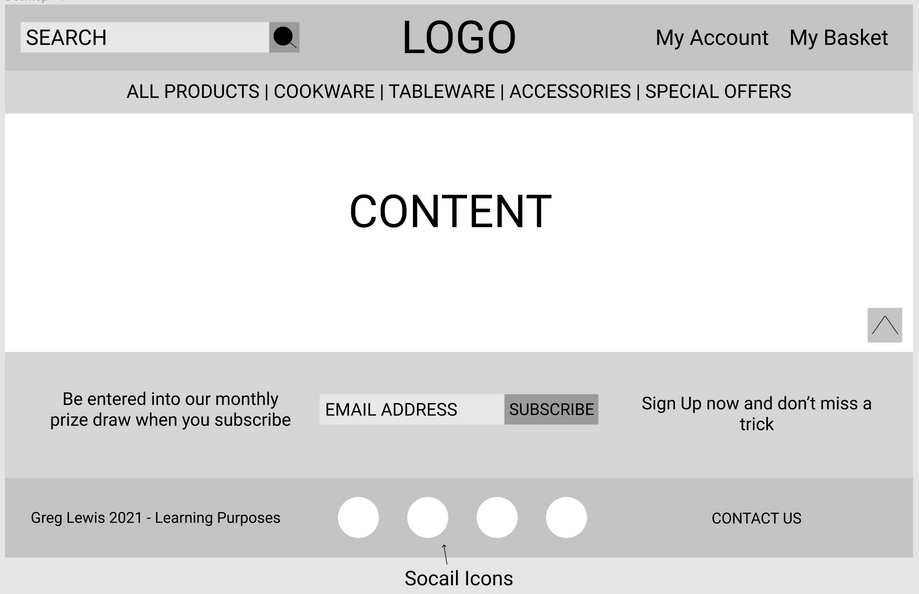 SEARCH
LOGO
My Account
My Basket
ALL PRODUCTS | COOKWARE | TABLEWARE | ACCESSORIES | SPECIAL OFFERS
CONTENT
Be entered into our monthly
prize draw when you subscribe
EMAIL ADDRESS
SUBSCRIBE
Sign Up now and don’t miss a
trick
Greg Lewis 2021 - Learning Purposes
CONTACT US
Socail Icons